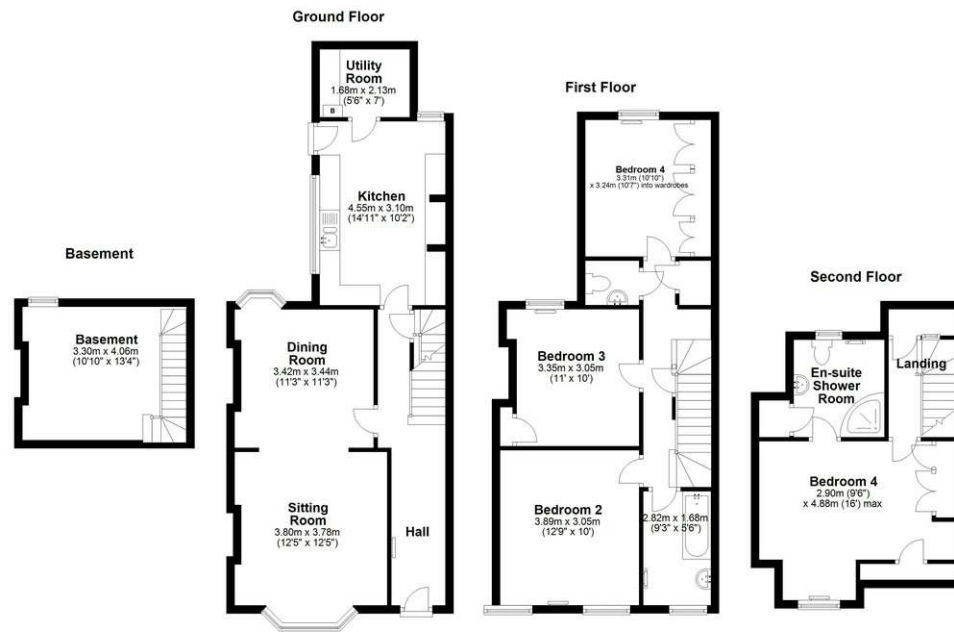 Ground Floor
Utility
Room
1.68m x 2.13m
(5'6" x 7')
B
Kitchen
4.55m x 3.10m
(14'11" x 10'2")
Dining
Room
3.42m x 3.44m
(11'3" x 11'3")
Sitting
Room
3.80m x 3.78m
(12'5" x 12'5")
Hall
Basement
Basement
3.30m x 4.06m
(10'10" x 13'4")
First Floor
Bedroom 4
3.31m (10'10")
x 3.24m (10'7") into wardrobes
Bedroom 3
3.35m x 3.05m
(11' x 10')
Bedroom 2
3.89m x 3.05m
(12'9" x 10')
2.82m x 1.68m
(9'3" x 5'6")
Second Floor
En-suite
Shower
Room
Landing
Bedroom 4
2.90m (9'6")
x 4.88m (16') max